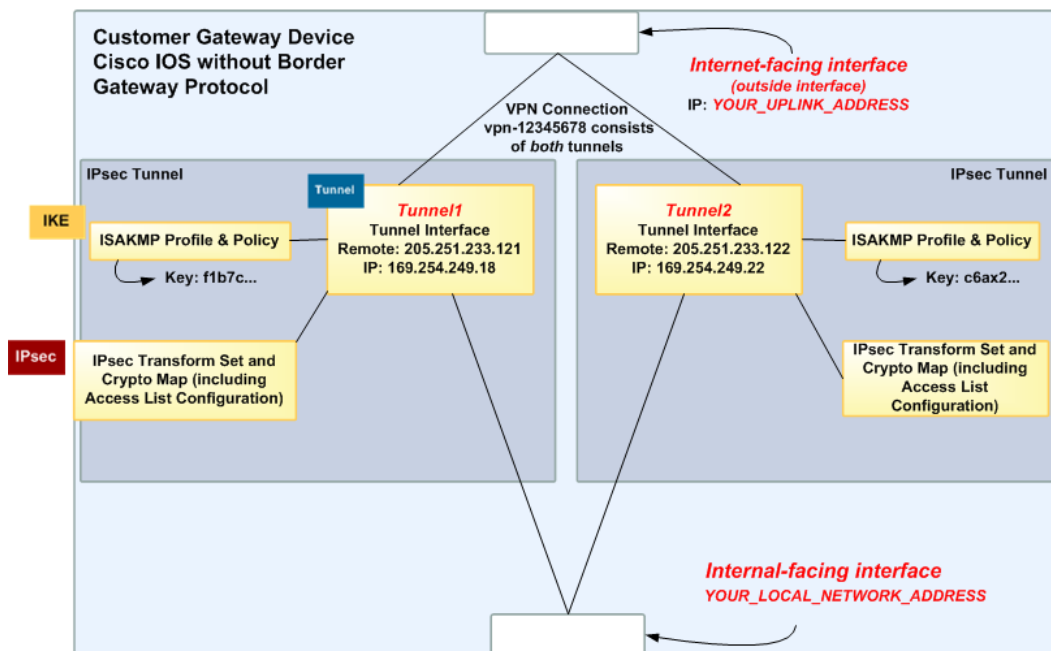 Customer Gateway Device
Cisco IOS without Border
Gateway Protocol
Internet-facing interface
(outside interface)
IP: YOUR_UPLINK_ADDRESS
VPN Connection
vpn-12345678 consists
of both tunnels
IPsec Tunnel
Tunnel
IKE
ISAKMP Profile & Policy
Key: f1b7c...
Tunnel1
Tunnel Interface
Remote: 205.251.233.121
IP: 169.254.249.18
IPsec
IPsec Transform Set and
Crypto Map (including
Access List Configuration)
IPsec Tunnel
Tunnel2
Tunnel Interface
Remote: 205.251.233.122
IP: 169.254.249.22
ISAKMP Profile & Policy
Key: c6ax2...
IPsec Transform Set and
Crypto Map (including
Access List
Configuration)
Internal-facing interface
YOUR_LOCAL_NETWORK_ADDRESS